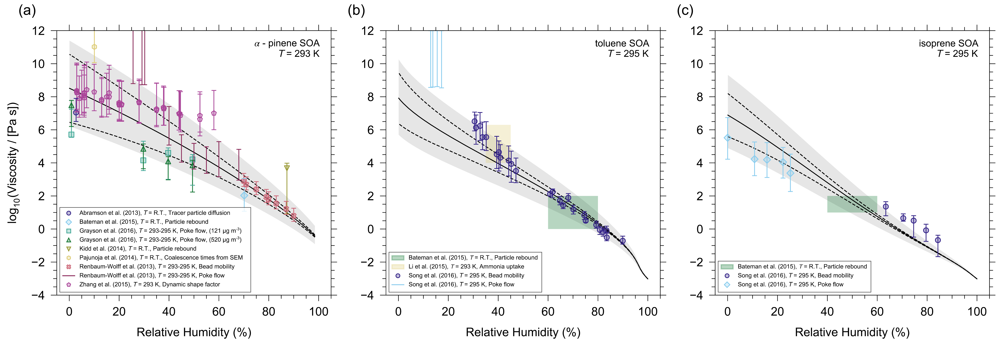 (a)
log10(Viscosity / [Pa s])
12
10
8
6
4
2
0
−2
−4
α - pinene SOA
T = 293 K
Abramson et al. (2013), T = R.T., Tracer particle diffusion
Bateman et al. (2015), T = R.T., Particle rebound
Grayson et al. (2016), T = 293-295 K, Poke flow, (121 µg m-3)
Grayson et al. (2016), T = 293-295 K, Poke flow, (520 µg m-3)
Kidd et al. (2014), T = R.T., Particle rebound
Pajunoja et al. (2014), T = R.T., Coalescence times from SEM
Renbaum-Wolff et al. (2013), T = 293-295 K, Bead mobility
Renbaum-Wolff et al. (2013), T = 293-295 K, Poke flow
Zhang et al. (2015), T = 293 K, Dynamic shape factor
0 20 40 60 80 100
Relative Humidity (%)
(b)
12
10
8
6
4
2
0
−2
−4
toluene SOA
T = 295 K
Bateman et al. (2015), T = R.T., Particle rebound
Li et al. (2015), T = 293 K, Ammonia uptake
Song et al. (2016), T = 295 K, Bead mobility
Song et al. (2016), T = 295 K, Poke flow
0 20 40 60 80 100
Relative Humidity (%)
(c)
12
10
8
6
4
2
0
−2
−4
isoprene SOA
T = 295 K
Bateman et al. (2015), T = R.T., Particle rebound
Song et al. (2016), T = 295 K, Bead mobility
Song et al. (2016), T = 295 K, Poke flow
0 20 40 60 80 100
Relative Humidity (%)